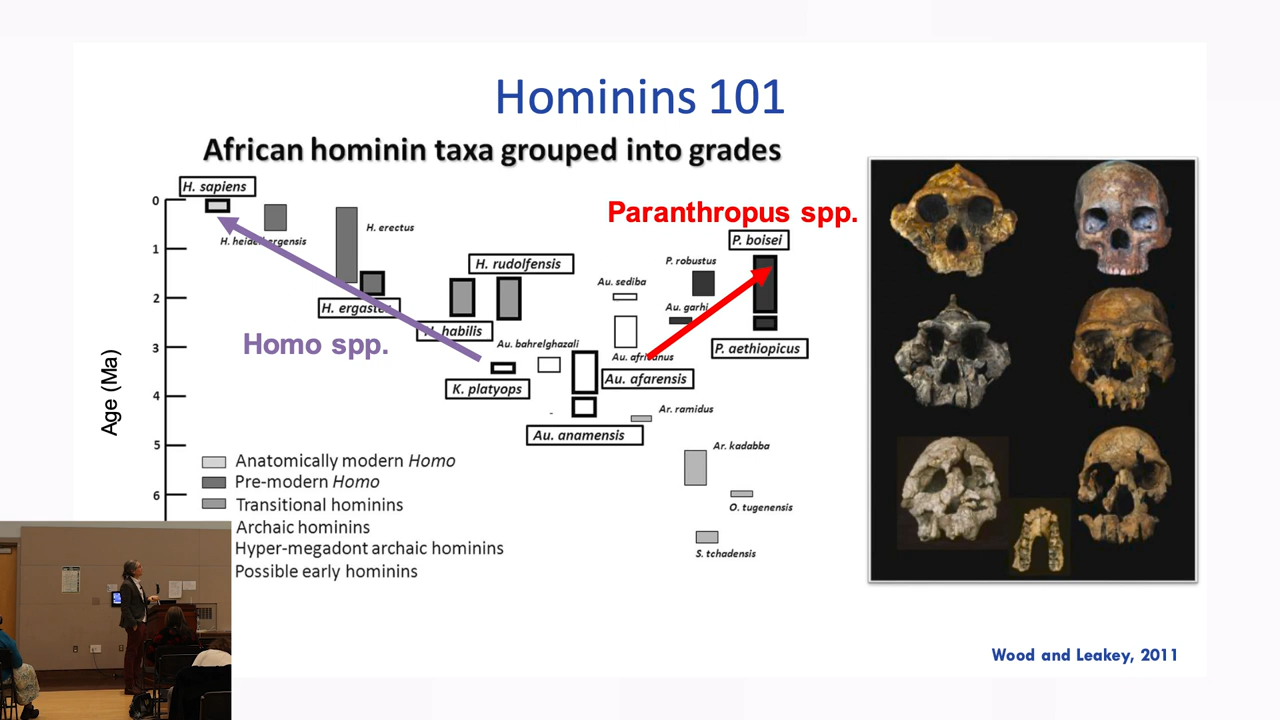 Hominins 101
African hominin taxa grouped into grades
H. sapiens
0
H. heidelbergensis
H. erectus
Paranthropus spp.
P. boisei
1
H. rudolfensis
P. robustus
Au. sediba
2
H. ergaster
Au. garhi
H. habilis
3
Homo spp.
Au. bahrelghazali
Au. africanus
P. aethiopicus
K. platyops
Au. afarensis
Age (Ma)
4
Ar. ramidus
Au. anamensis
5
Ar. kadabba
Anatomically modern Homo
Pre-modern Homo
6
Transitional hominins
O. tugenensis
Archaic hominins
Hyper-megadont archaic hominins
S. tchadensis
Possible early hominins
Wood and Leakey, 2011